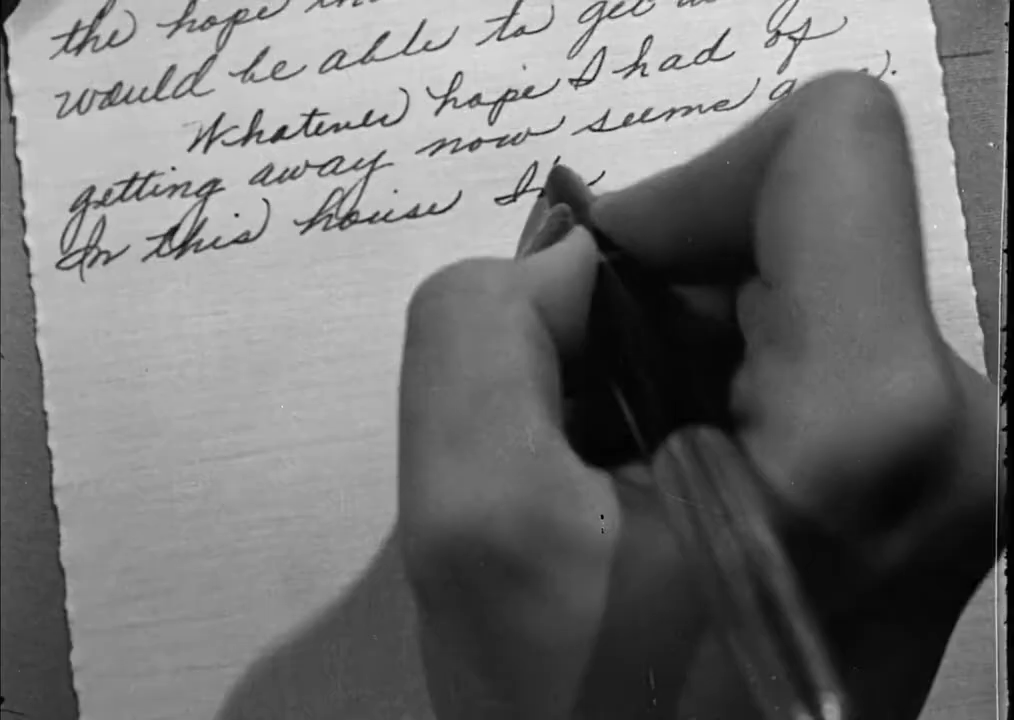 the hope
would be able to get
Whatever hope I had of
getting away now seems
In this house